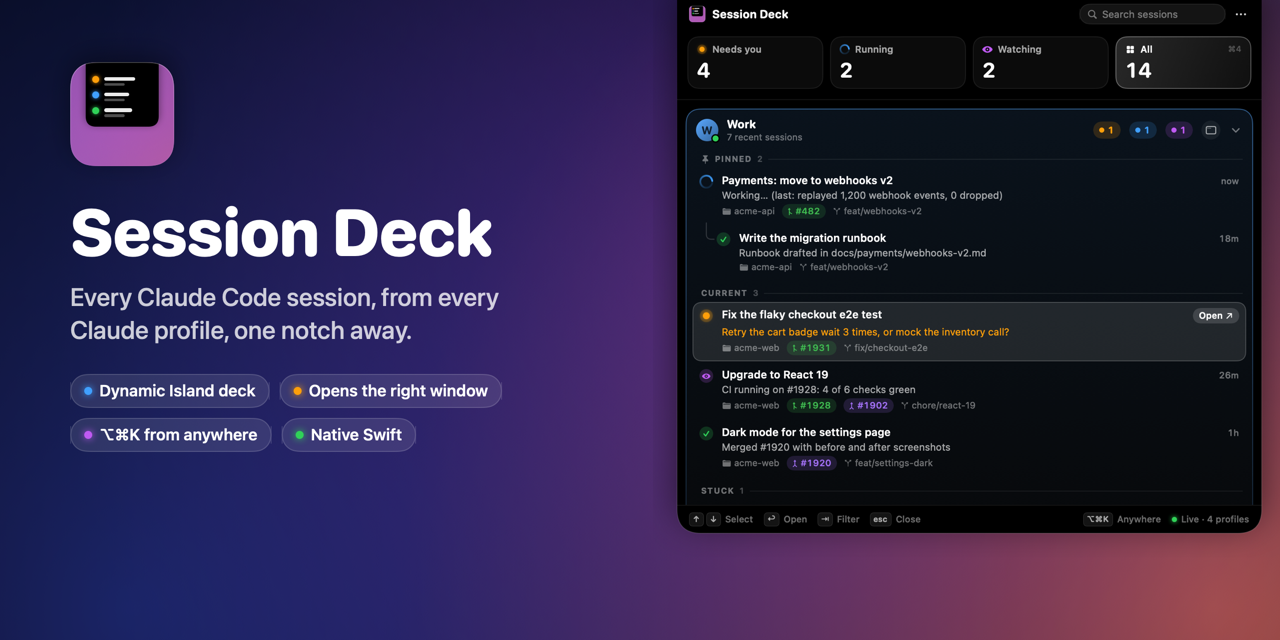 Session Deck
Every Claude Code session, from every
Claude profile, one notch away.
Dynamic Island deck
Opens the right window
⌥⌘K from anywhere
Native Swift
Session Deck
Search sessions
Needs you
4
Running
2
Watching
2
All
⌘4
14
W
Work
7 recent sessions
1
1
1
PINNED 2
Payments: move to webhooks v2
now
Working… (last: replayed 1,200 webhook events, 0 dropped)
acme-api #482 feat/webhooks-v2
Write the migration runbook
18m
Runbook drafted in docs/payments/webhooks-v2.md
acme-api feat/webhooks-v2
CURRENT 3
Fix the flaky checkout e2e test
Open ↗
Retry the cart badge wait 3 times, or mock the inventory call?
acme-web #1931 fix/checkout-e2e
Upgrade to React 19
26m
CI running on #1928: 4 of 6 checks green
acme-web #1928 #1902 chore/react-19
Dark mode for the settings page
1h
Merged #1920 with before and after screenshots
acme-web #1920 feat/settings-dark
STUCK 1
↑ ↓ Select ↩ Open ⇥ Filter esc Close
⌥⌘K Anywhere Live · 4 profiles